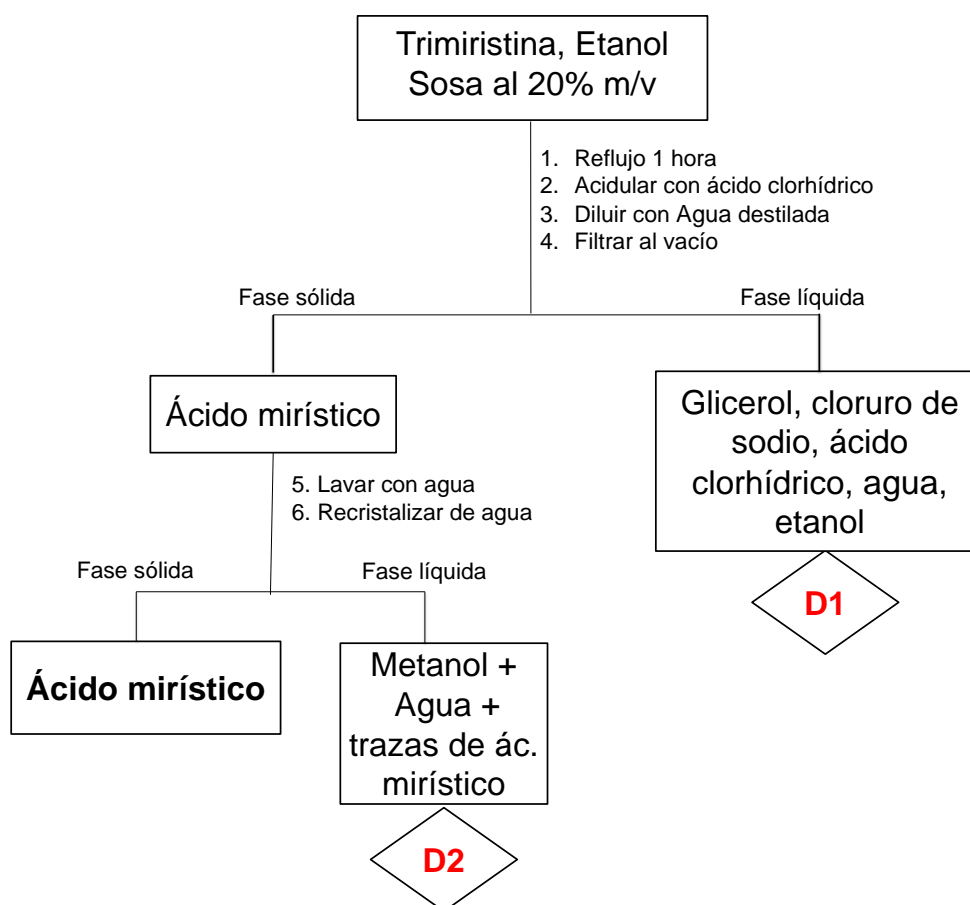 Trimiristina, Etanol
Sosa al 20% m/v
1. Reflujo 1 hora
2. Acidular con ácido clorhídrico
3. Diluir con Agua destilada
4. Filtrar al vacío
Fase sólida
Fase líquida
Ácido mirístico
Glicerol, cloruro de
sodio, ácido
clorhídrico, agua,
etanol
5. Lavar con agua
6. Recristalizar de agua
Fase sólida
Fase líquida
D1
Ácido mirístico
Metanol +
Agua +
trazas de ác.
mirístico
D2